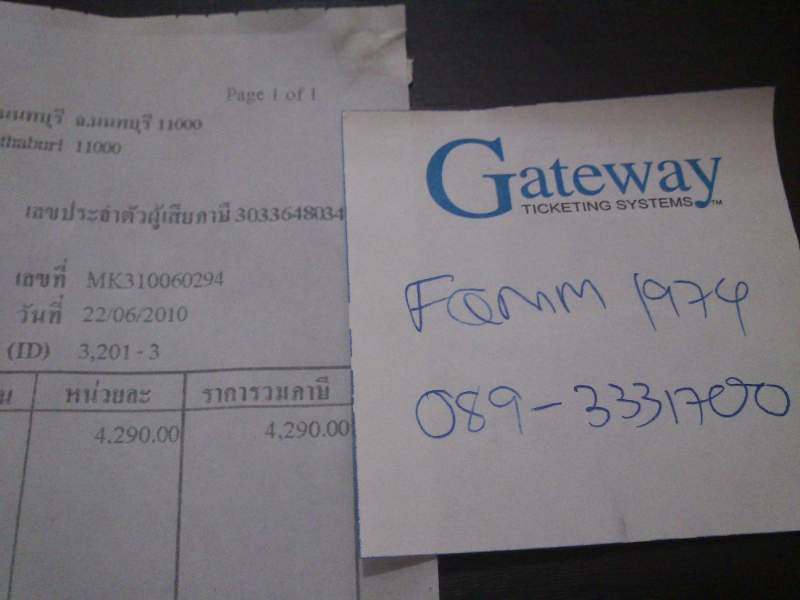 Page 1 of 1
นนทบุรี จ.นนทบุรี 11000
thaburi 11000
เลขประจำตัวผู้เสียภาษี 3033648034
เลขที่ MK310060294
วันที่ 22/06/2010
(ID) 3,201 - 3
หน่วยละ ราคารวมภาษี
4,290.00 4,290.00
Gateway
TICKETING SYSTEMS™
1974
089-3331700